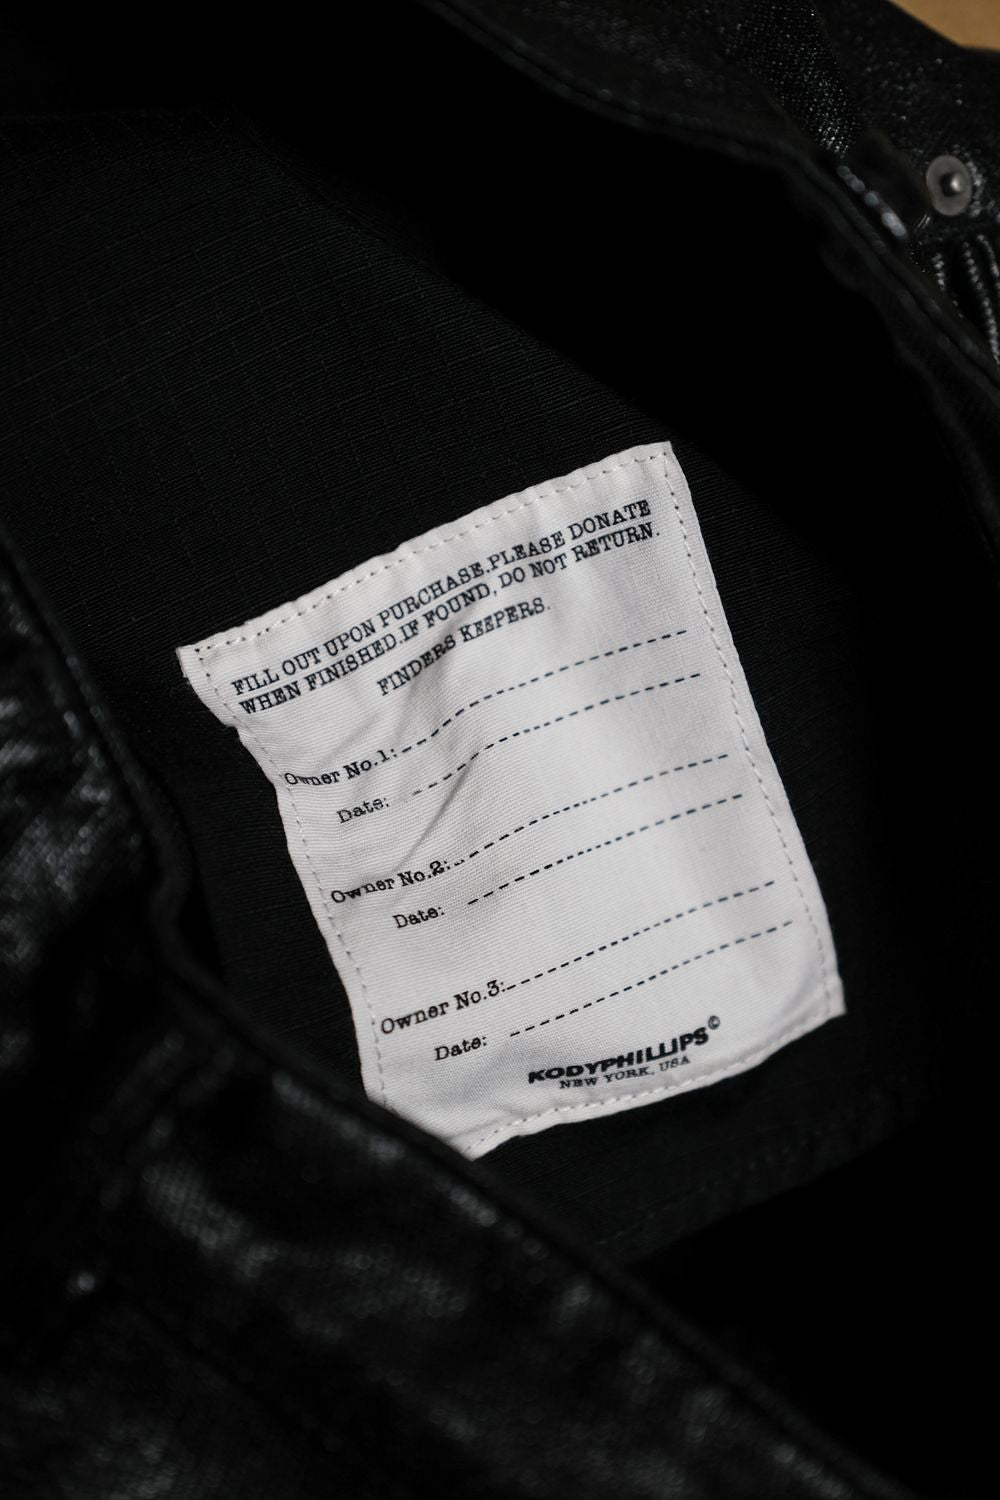 FILL OUT UPON PURCHASE.PLEASE DONATE
WHEN FINISHED.IF FOUND, DO NOT RETURN.
FINDERS KEEPERS.
Owner No.1:
Date:
Owner No.2:
Date:
Owner No.3:
Date:
KODYPHILLIPS©
NEW YORK, USA